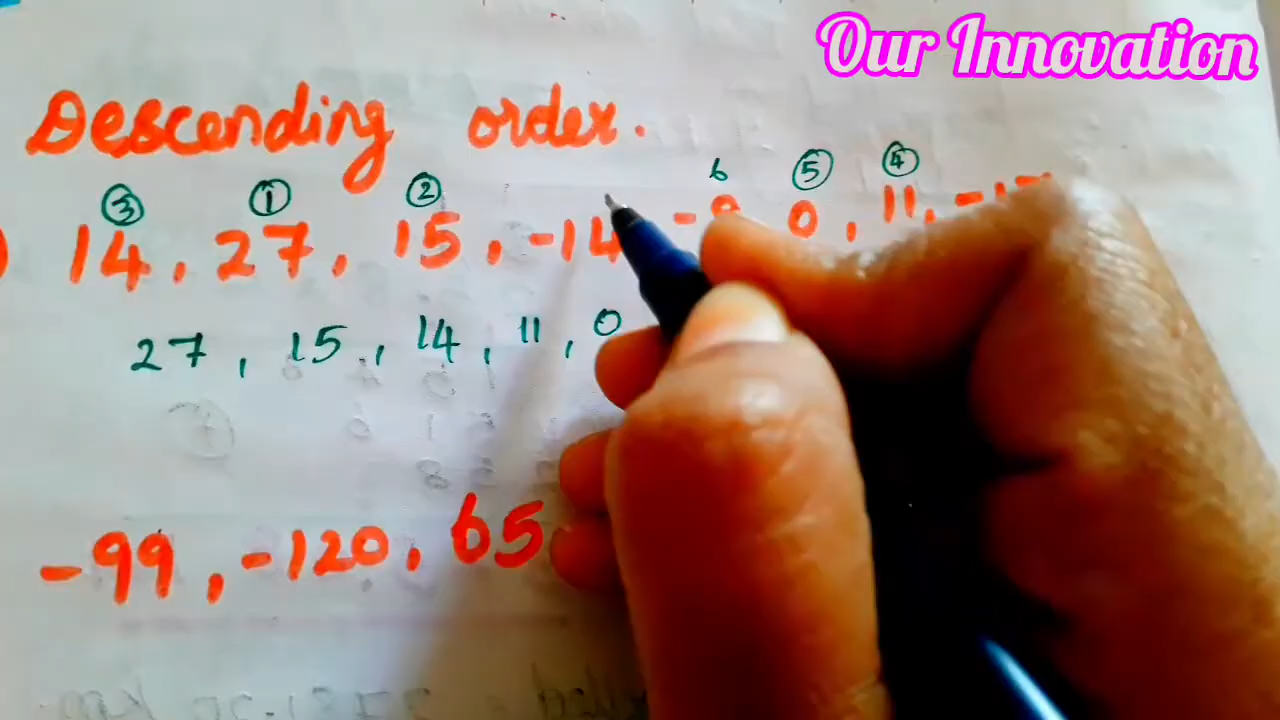 Our Innovation
Descending order.
③ ① ② 6 ⑤ ④
14, 27, 15, -14 0, 11,
27, 15, 14, 11, 0
-99, -120, 65